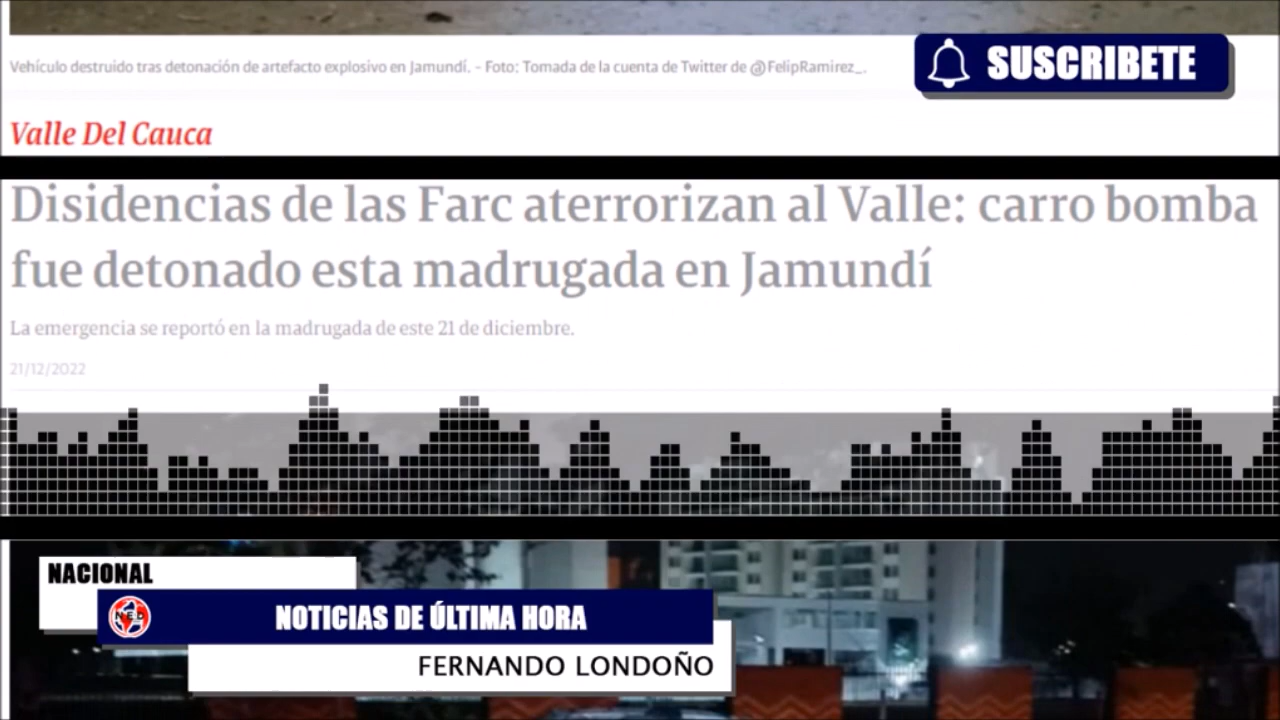 Vehículo destruido tras detonación de artefacto explosivo en Jamundí. - Foto: Tomada de la cuenta de Twitter de @FelipRamirez_.
SUSCRIBETE
Valle Del Cauca
Disidencias de las Farc aterrorizan al Valle: carro bomba
fue detonado esta madrugada en Jamundí
La emergencia se reportó en la madrugada de este 21 de diciembre.
21/12/2022
NACIONAL
NOTICIAS DE ÚLTIMA HORA
FERNANDO LONDOÑO